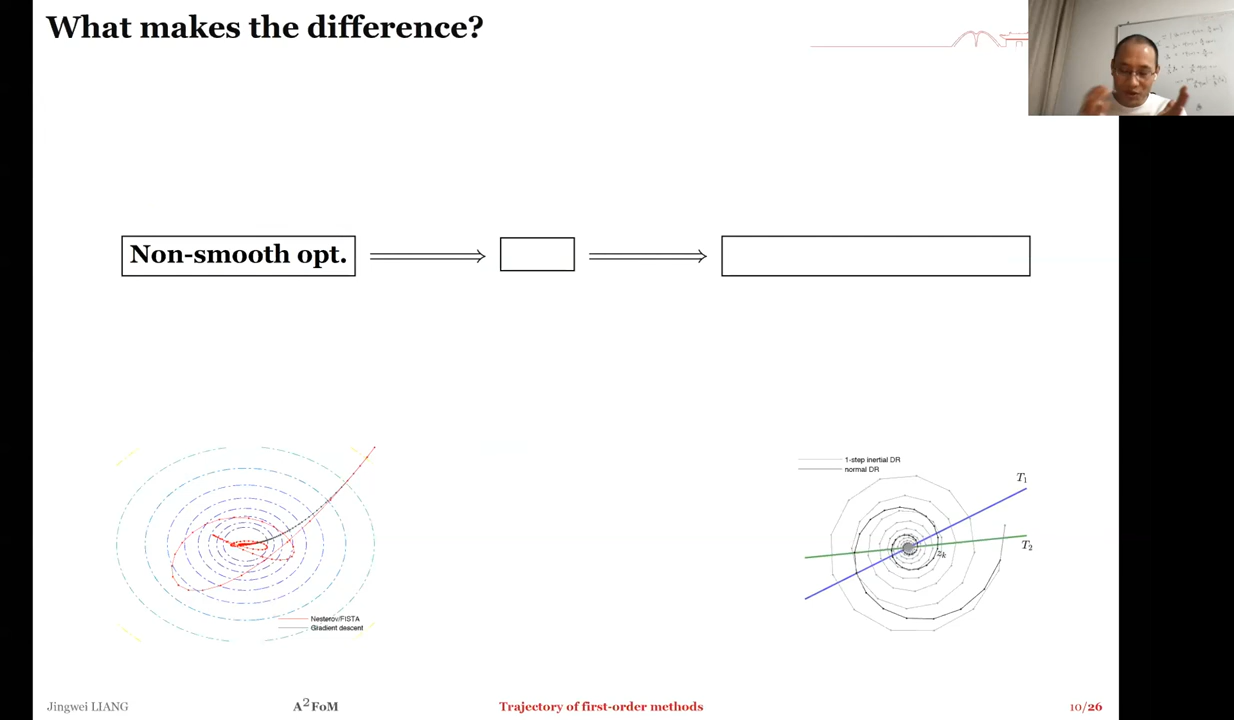 What makes the difference?
Non-smooth opt.
1-step inertial DR
normal DR
T1
T2
zk
Nesterov/FISTA
Gradient descent
Jingwei LIANG
A²FoM
Trajectory of first-order methods
10/26